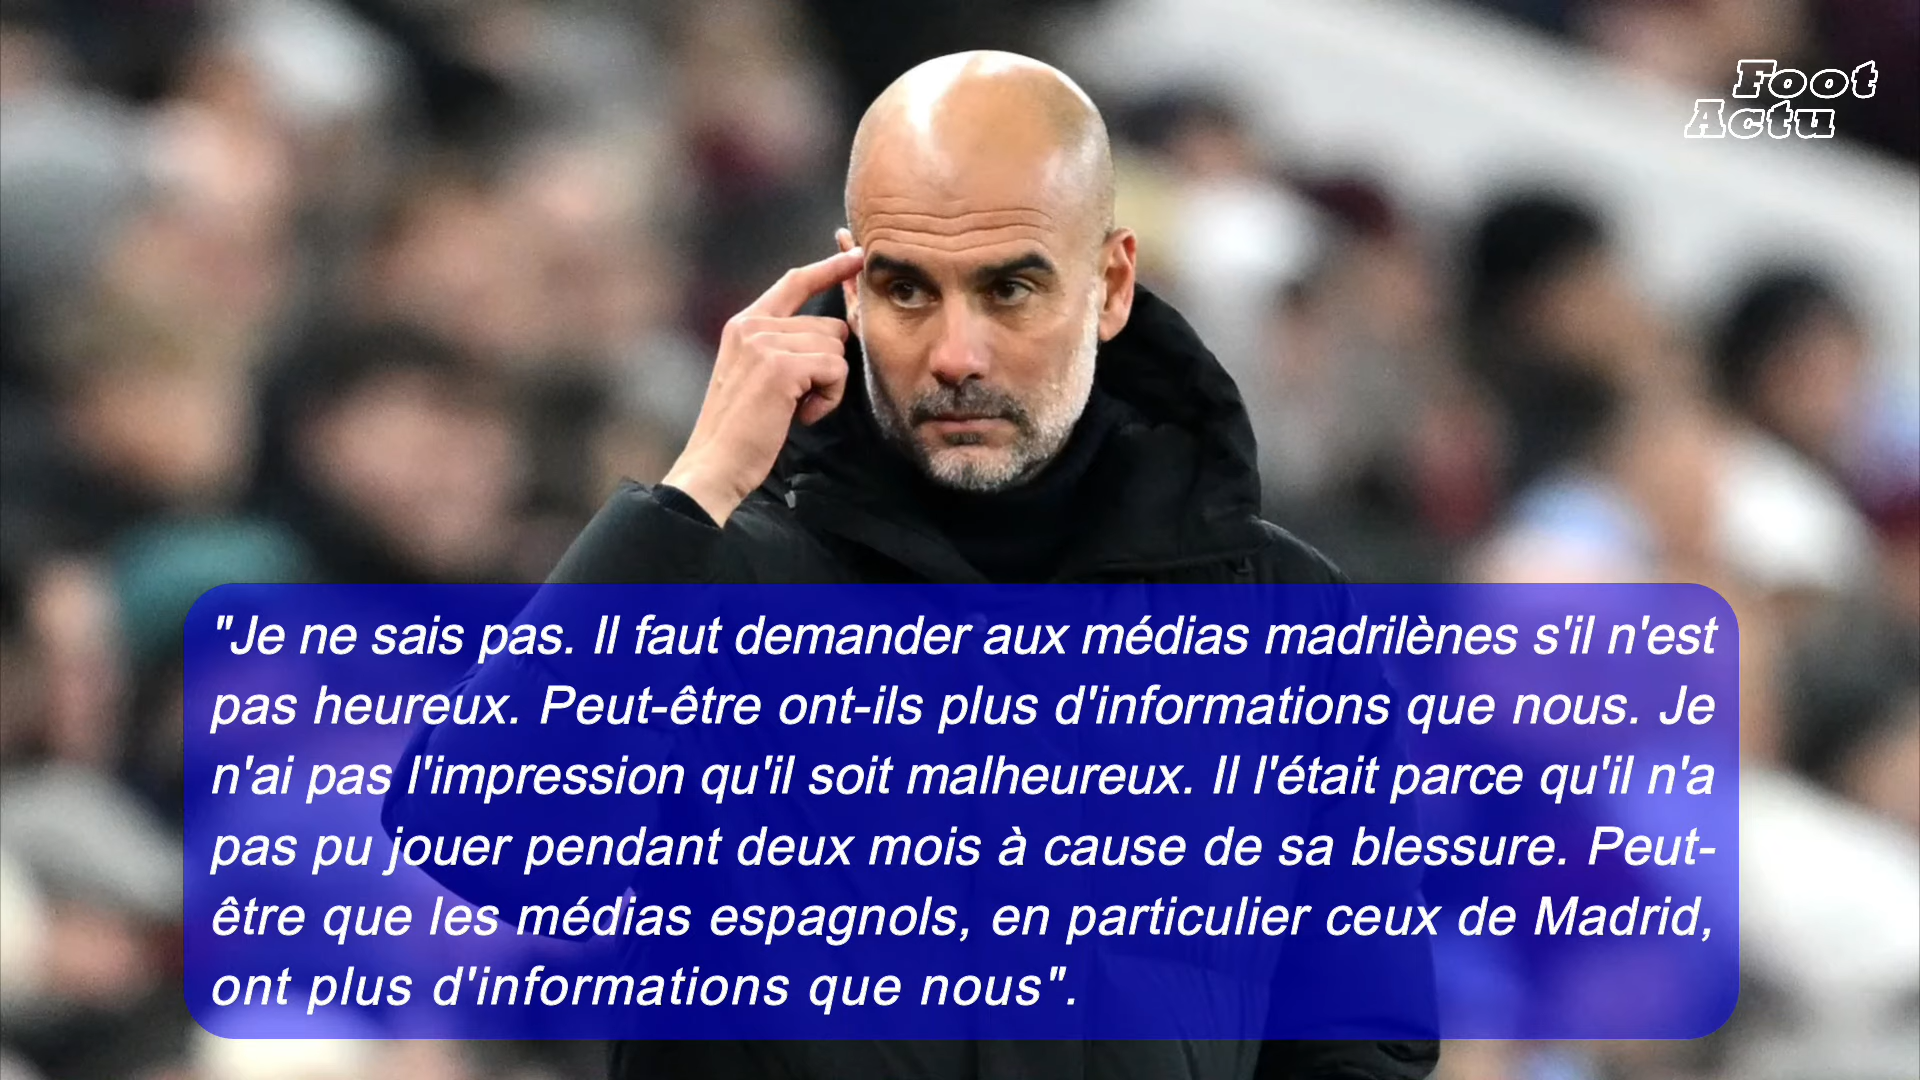 Foot
Actu
"Je ne sais pas. Il faut demander aux médias madrilènes s'il n'est
pas heureux. Peut-être ont-ils plus d'informations que nous. Je
n'ai pas l'impression qu'il soit malheureux. Il l'était parce qu'il n'a
pas pu jouer pendant deux mois à cause de sa blessure. Peut-
être que les médias espagnols, en particulier ceux de Madrid,
ont plus d'informations que nous".